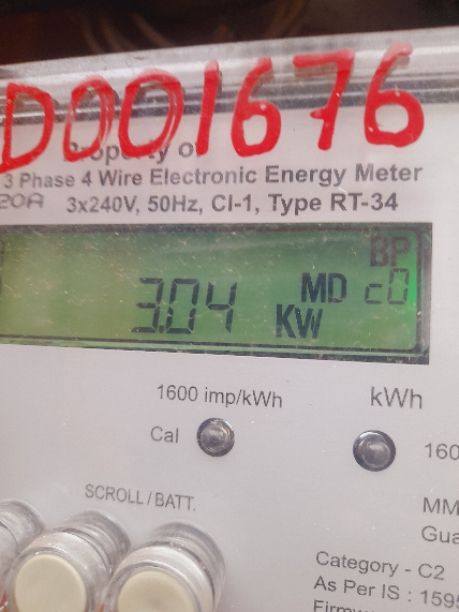 D001676
Property of
3 Phase 4 Wire Electronic Energy Meter
20A 3x240V, 50Hz, Cl-1, Type RT-34
BP
3.04 MD c0
KW
1600 imp/kWh kWh
Cal 160
SCROLL/BATT.
MM
Gua
Category - C2
As Per IS : 1595
Firmw